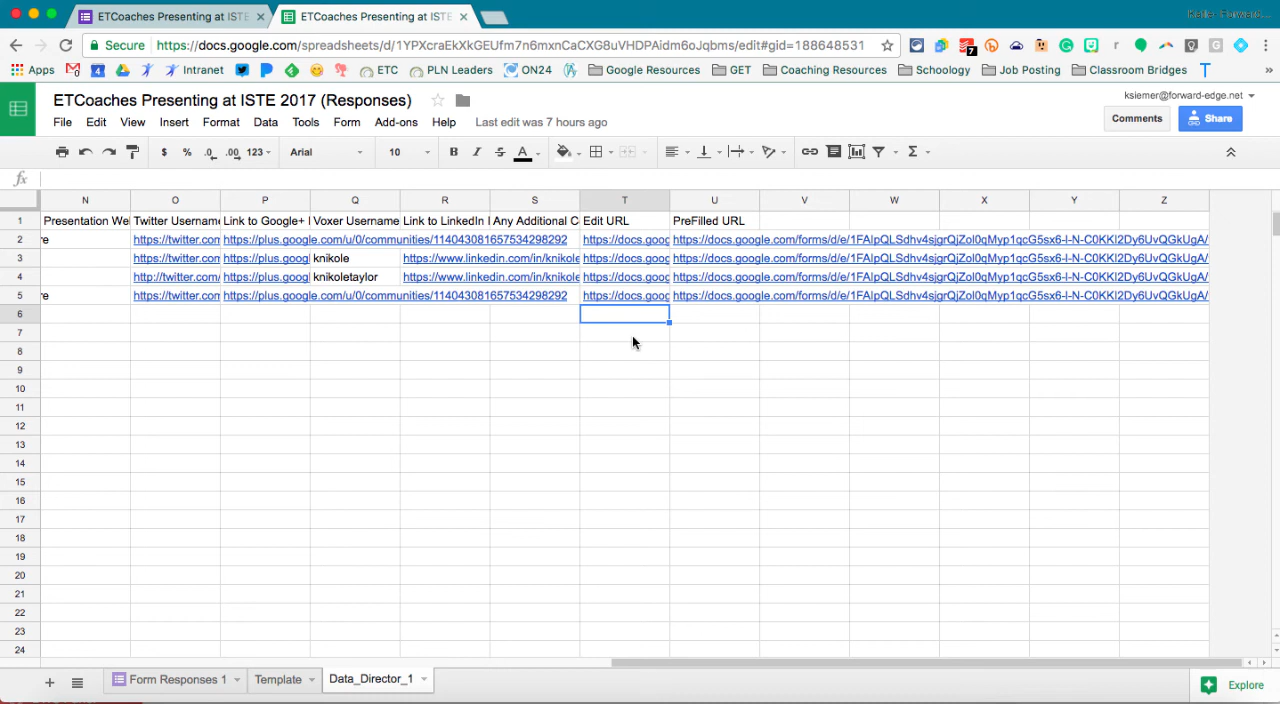 ETCoaches Presenting at ISTE
ETCoaches Presenting at ISTE
Secure https://docs.google.com/spreadsheets/d/1YPXcraEkXkGEUfm7n6mxnCaCXG8uVHDPAidm6oJqbms/edit#gid=188648531
Apps Intranet ETC PLN Leaders ON24 Google Resources GET Coaching Resources Schoology Job Posting Classroom Bridges
ETCoaches Presenting at ISTE 2017 (Responses)
ksiemer@forward-edge.net
File Edit View Insert Format Data Tools Form Add-ons Help Last edit was 7 hours ago
Comments Share
$ % .0 .00 123 Arial 10 B I S A
fx
N O P Q R S T U V W X Y Z
1 Presentation We Twitter Username Link to Google+ Voxer Username Link to LinkedIn Any Additional C Edit URL PreFilled URL
2 re https://twitter.com https://plus.google.com/u/0/communities/114043081657534298292 https://docs.goog https://docs.google.com/forms/d/e/1FAIpQLSdhv4sjgrQjZol0qMyp1qcG5sx6-l-N-C0KKl2Dy6UvQGkUgA/
3 https://twitter.com https://plus.googl knikole https://www.linkedin.com/in/knikole https://docs.goog https://docs.google.com/forms/d/e/1FAIpQLSdhv4sjgrQjZol0qMyp1qcG5sx6-l-N-C0KKl2Dy6UvQGkUgA/
4 http://twitter.com/ https://plus.googl knikoletaylor https://www.linkedin.com/in/knikole https://docs.goog https://docs.google.com/forms/d/e/1FAIpQLSdhv4sjgrQjZol0qMyp1qcG5sx6-l-N-C0KKl2Dy6UvQGkUgA/
5 re https://twitter.com https://plus.google.com/u/0/communities/114043081657534298292 https://docs.goog https://docs.google.com/forms/d/e/1FAIpQLSdhv4sjgrQjZol0qMyp1qcG5sx6-l-N-C0KKl2Dy6UvQGkUgA/
6
7
8
9
10
11
12
13
14
15
16
17
18
19
20
21
22
23
24
Form Responses 1 Template Data_Director_1 Explore